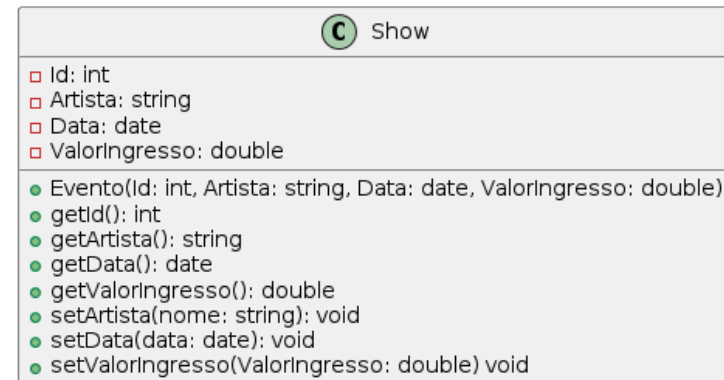 C Show
Id: int
Artista: string
Data: date
ValorIngresso: double
Evento(Id: int, Artista: string, Data: date, ValorIngresso: double)
getId(): int
getArtista(): string
getData(): date
getValorIngresso(): double
setArtista(nome: string): void
setData(data: date): void
setValorIngresso(ValorIngresso: double) void